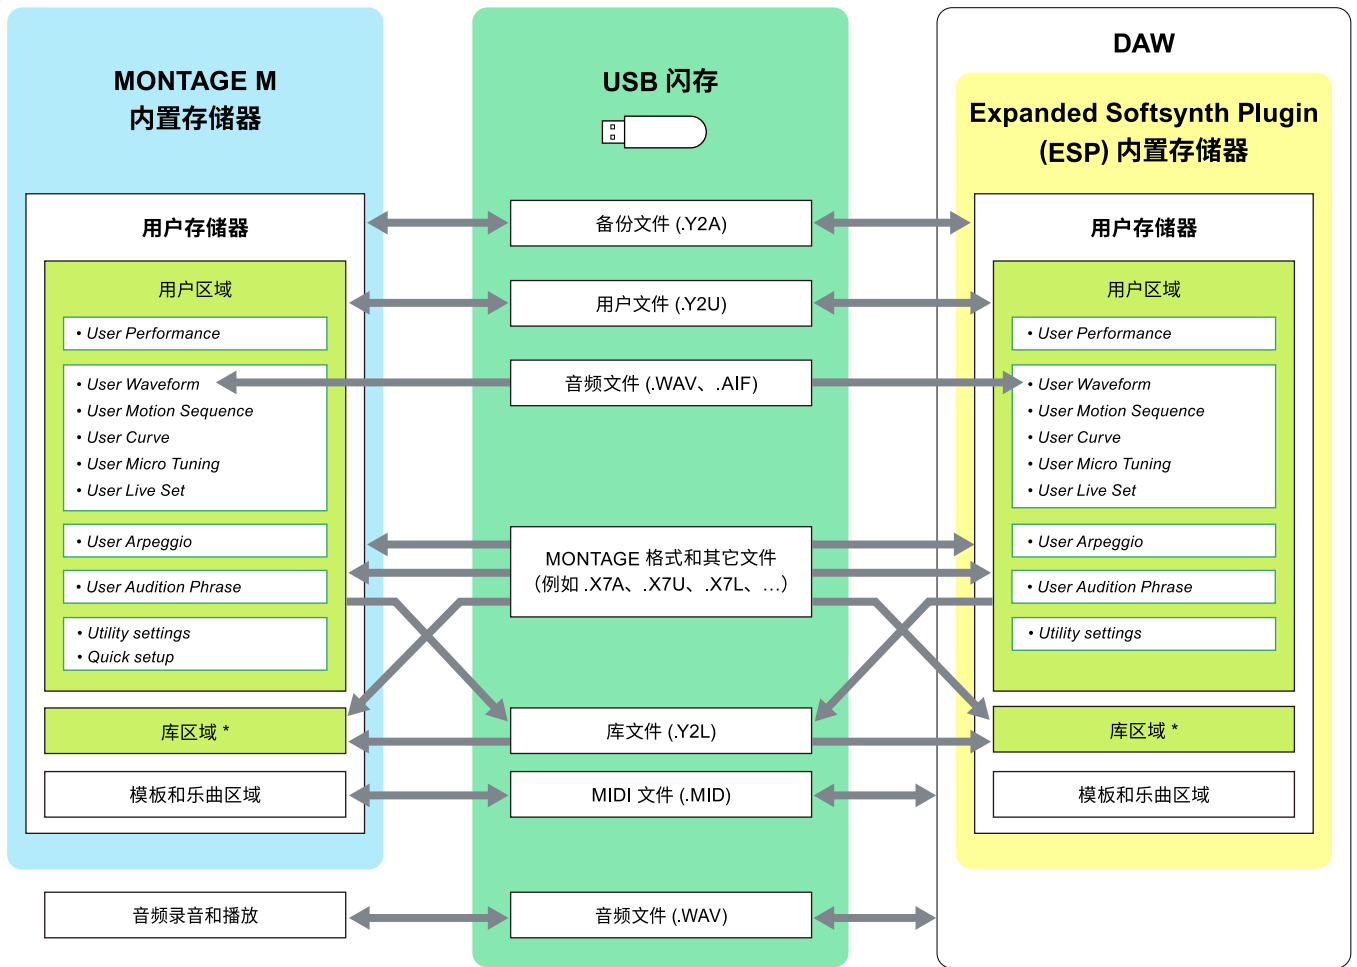 MONTAGE M
内置存储器
用户存储器
用户区域
• User Performance
• User Waveform
• User Motion Sequence
• User Curve
• User Micro Tuning
• User Live Set
• User Arpeggio
• User Audition Phrase
• Utility settings
• Quick setup
库区域 *
模板和乐曲区域
音频录音和播放
USB 闪存
备份文件 (.Y2A)
用户文件 (.Y2U)
音频文件 (.WAV、.AIF)
MONTAGE 格式和其它文件
（例如 .X7A、.X7U、.X7L、…）
库文件 (.Y2L)
MIDI 文件 (.MID)
音频文件 (.WAV)
DAW
Expanded Softsynth Plugin
(ESP) 内置存储器
用户存储器
用户区域
• User Performance
• User Waveform
• User Motion Sequence
• User Curve
• User Micro Tuning
• User Live Set
• User Arpeggio
• User Audition Phrase
• Utility settings
库区域 *
模板和乐曲区域